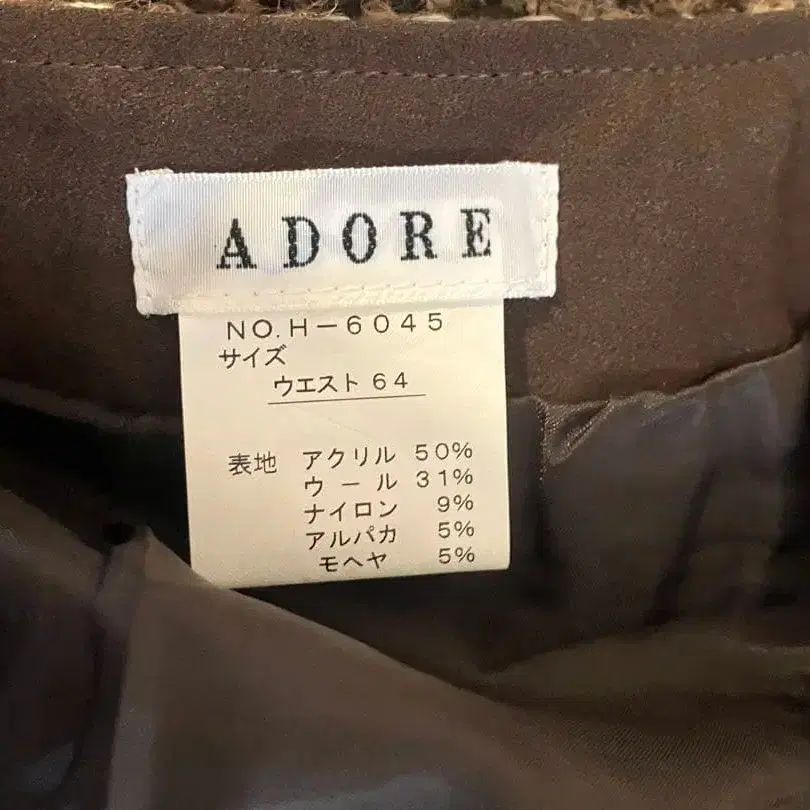 ADORE
NO.H-6045
サイズ
ウエスト 64
表地 アクリル 50%
ウール 31%
ナイロン 9%
アルパカ 5%
モヘヤ 5%